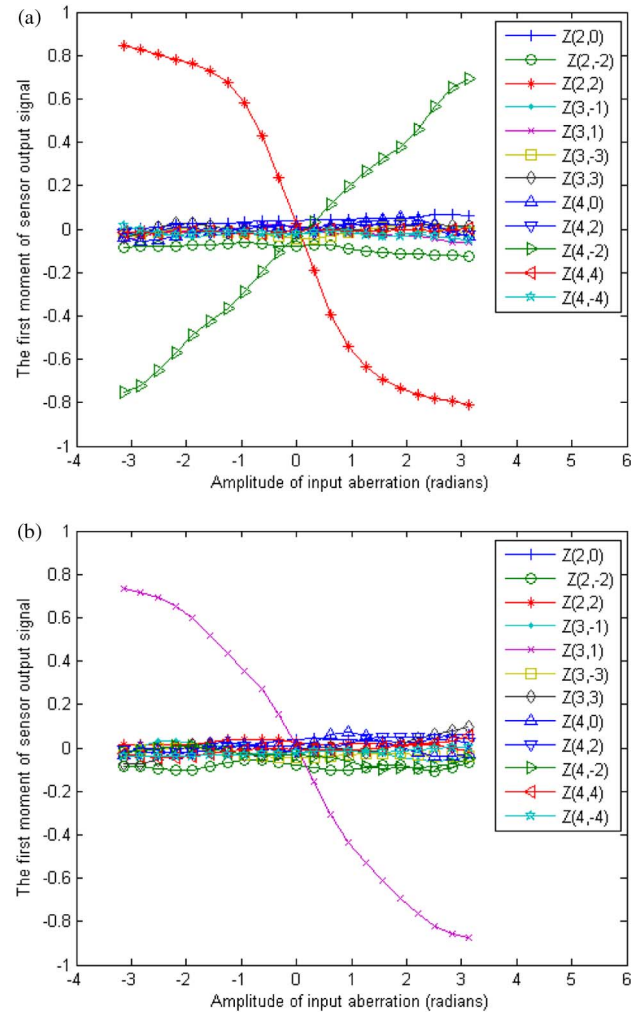 (a)
1
0.8
0.6
0.4
0.2
0
-0.2
-0.4
-0.6
-0.8
-1
The first moment of sensor output signal
-4
-3
-2
-1
0
1
2
3
4
5
6
Amplitude of input aberration (radians)
Z(2,0)
Z(2,-2)
Z(2,2)
Z(3,-1)
Z(3,1)
Z(3,-3)
Z(3,3)
Z(4,0)
Z(4,2)
Z(4,-2)
Z(4,4)
Z(4,-4)
(b)
1
0.8
0.6
0.4
0.2
0
-0.2
-0.4
-0.6
-0.8
-1
The first moment of sensor output signal
-4
-3
-2
-1
0
1
2
3
4
5
6
Amplitude of input aberration (radians)
Z(2,0)
Z(2,-2)
Z(2,2)
Z(3,-1)
Z(3,1)
Z(3,-3)
Z(3,3)
Z(4,0)
Z(4,2)
Z(4,-2)
Z(4,4)
Z(4,-4)